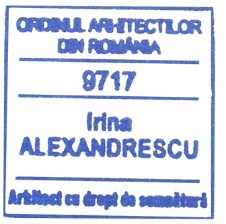 ORDINUL ARHITECTILOR
DIN ROMÂNIA
9717
Irina
ALEXANDRESCU
Arhitect cu drept de semnătură